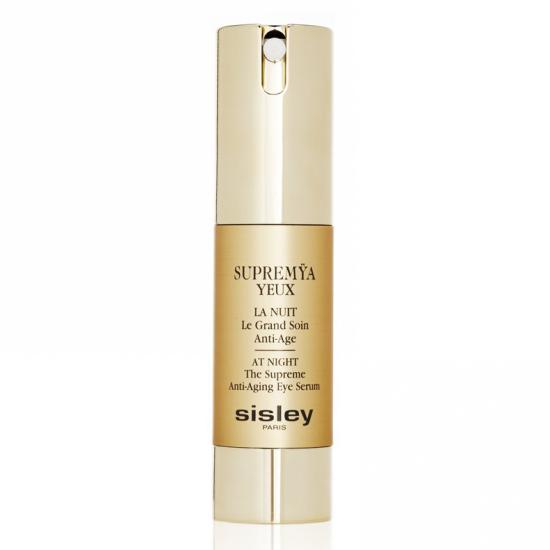 SUPREMŸA
YEUX
LA NUIT
Le Grand Soin
Anti-Age
AT NIGHT
The Supreme
Anti-Aging Eye Serum
sisley
PARIS